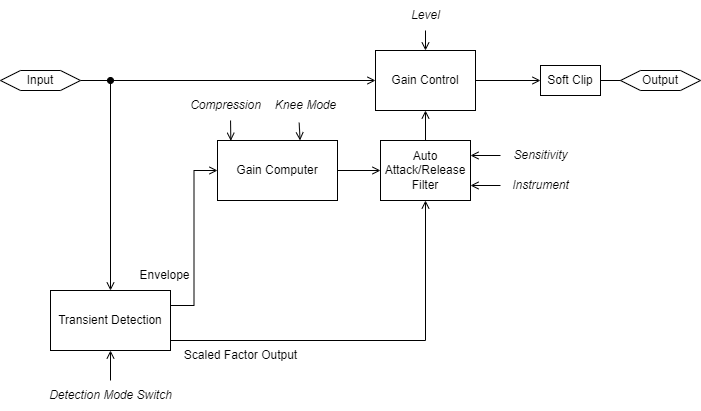 Level
Input
Gain Control
Soft Clip
Output
Compression
Knee Mode
Gain Computer
Auto
Attack/Release
Filter
Sensitivity
Instrument
Envelope
Transient Detection
Scaled Factor Output
Detection Mode Switch